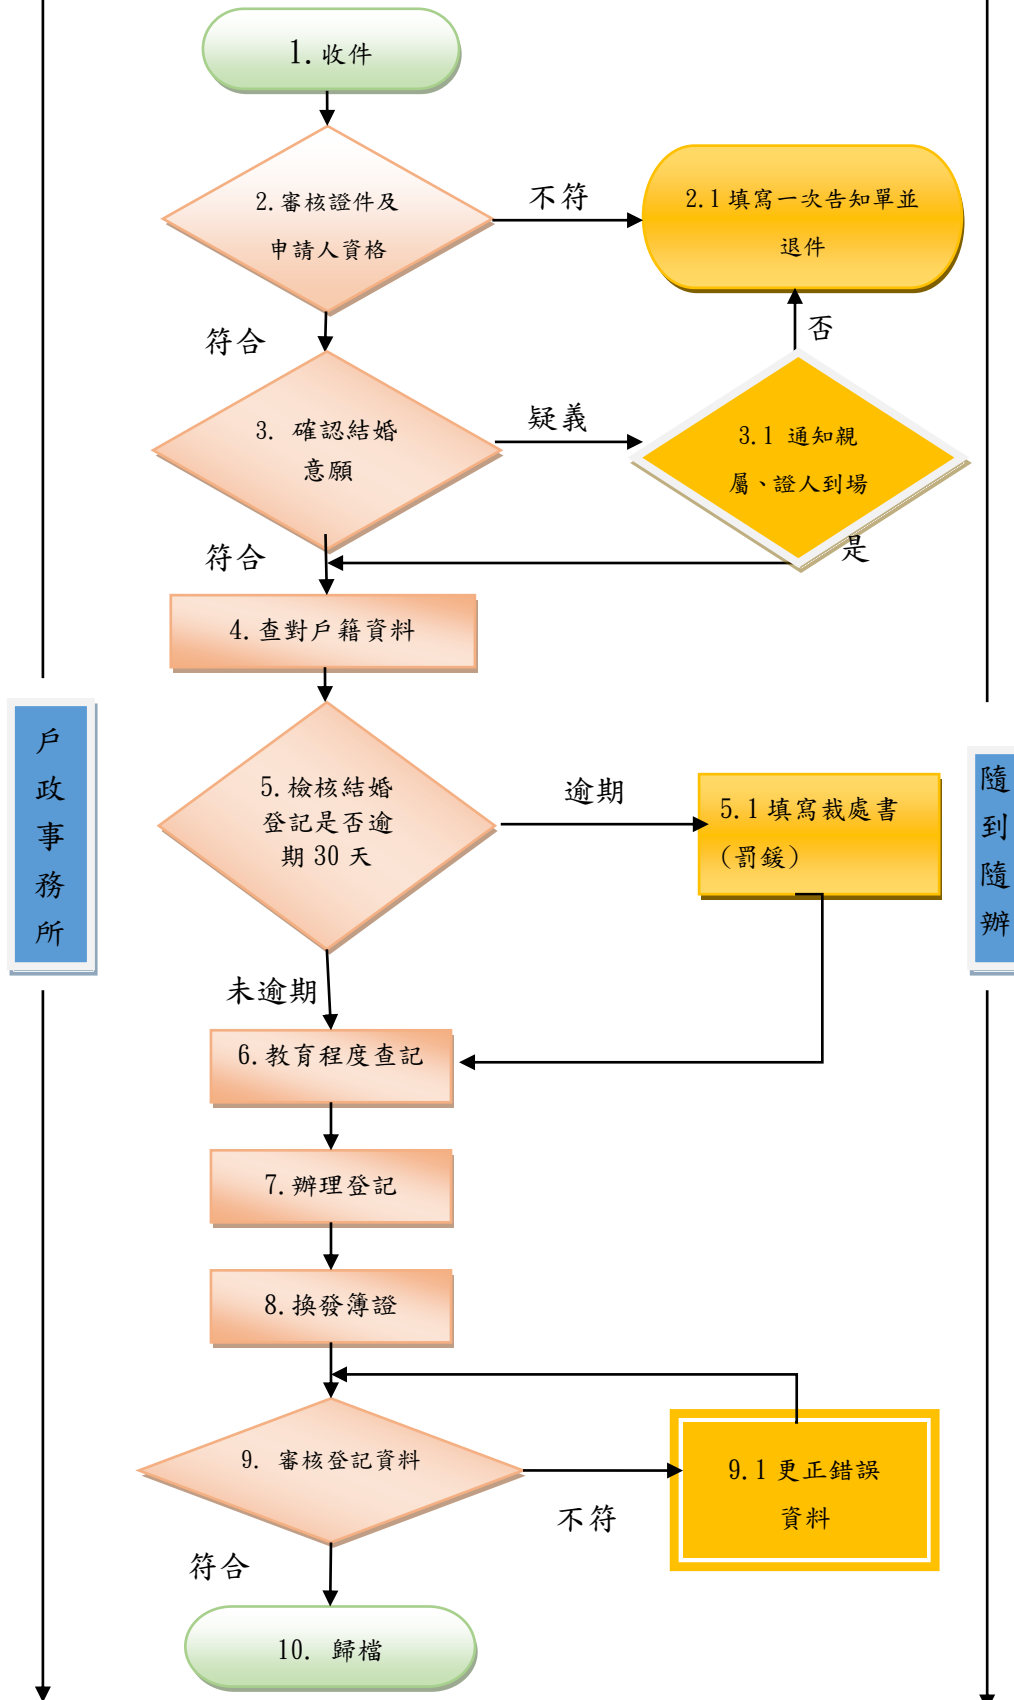 1. 收件
2.審核證件及
申請人資格
不符
2.1填寫一次告知單並
退件
符合
否
3. 確認結婚
意願
疑義
3.1 通知親
屬、證人到場
符合
是
4.查對戶籍資料
戶政事務所
隨到隨辦
5.檢核結婚
登記是否逾
期30天
逾期
5.1填寫裁處書
(罰鍰)
未逾期
6.教育程度查記
7.辦理登記
8.換發簿證
9. 審核登記資料
不符
9.1更正錯誤
資料
符合
10. 歸檔